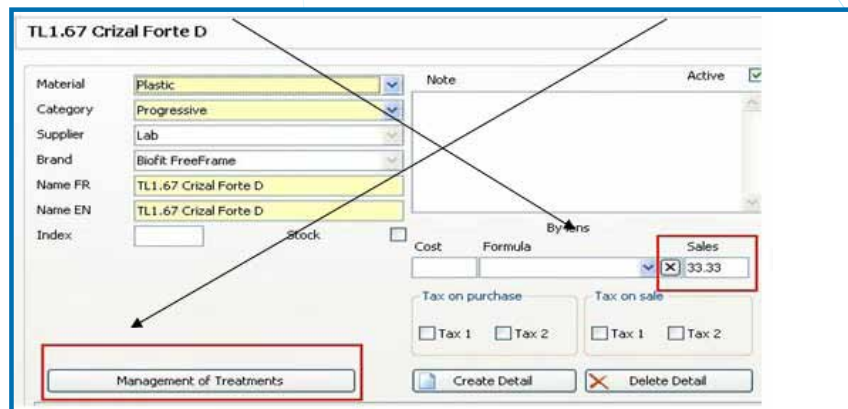 TL1.67 Crizal Forte D
Material Plastic Note Active
Category Progressive
Supplier Lab
Brand Biofit FreeFrame
Name FR TL1.67 Crizal Forte D
Name EN TL1.67 Crizal Forte D
Index Stock By lens
Cost Formula Sales
33.33
Tax on purchase Tax on sale
Tax 1 Tax 2 Tax 1 Tax 2
Management of Treatments Create Detail Delete Detail